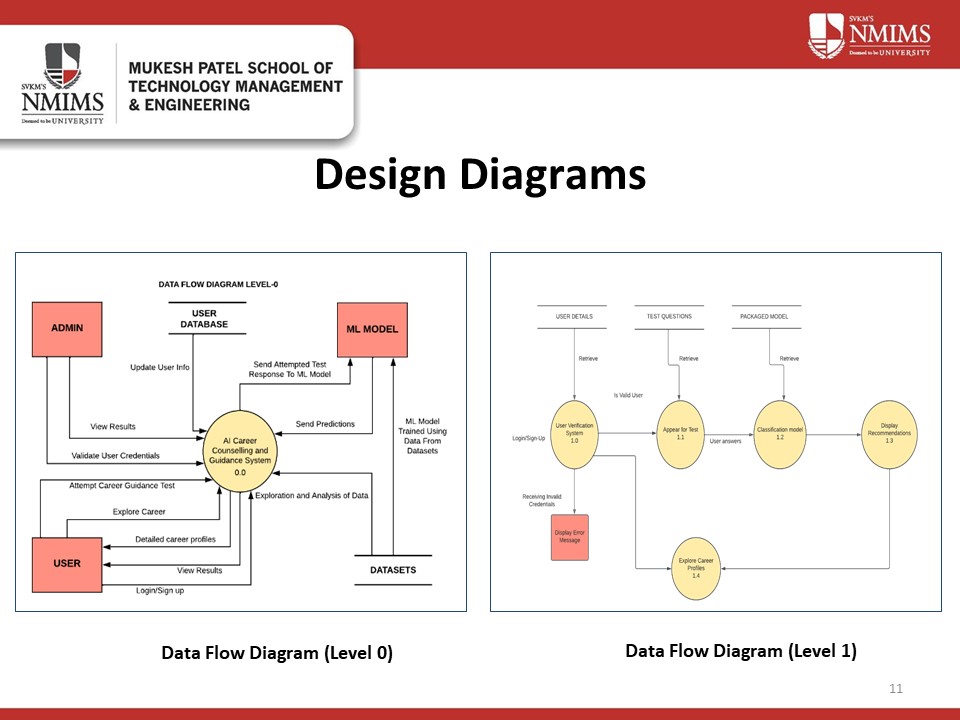 SVKM'S
NMIMS
Deemed to be UNIVERSITY
SVKM'S
NMIMS
Deemed to be UNIVERSITY
MUKESH PATEL SCHOOL OF
TECHNOLOGY MANAGEMENT
& ENGINEERING
Design Diagrams
DATA FLOW DIAGRAM LEVEL-0
ADMIN
USER
DATABASE
ML MODEL
Update User Info
Send Attempted Test
Response To ML Model
View Results
Send Predictions
ML Model
Trained Using
Data From
Datasets
Validate User Credentials
AI Career
Counselling and
Guidance System
0.0
Attempt Career Guidance Test
Exploration and Analysis of Data
Explore Career
Detailed career profiles
USER
View Results
DATASETS
Login/Sign up
USER DETAILS
TEST QUESTIONS
PACKAGED MODEL
Retrieve
Retrieve
Retrieve
Is Valid User
Login/Sign-Up
User Verification
System
1.0
Appear for Test
1.1
User answers
Classification model
1.2
Display
Recommendations
1.3
Receiving Invalid
Credentials
Display Error
Message
Explore Career
Profiles
1.4
Data Flow Diagram (Level 0)
Data Flow Diagram (Level 1)
11